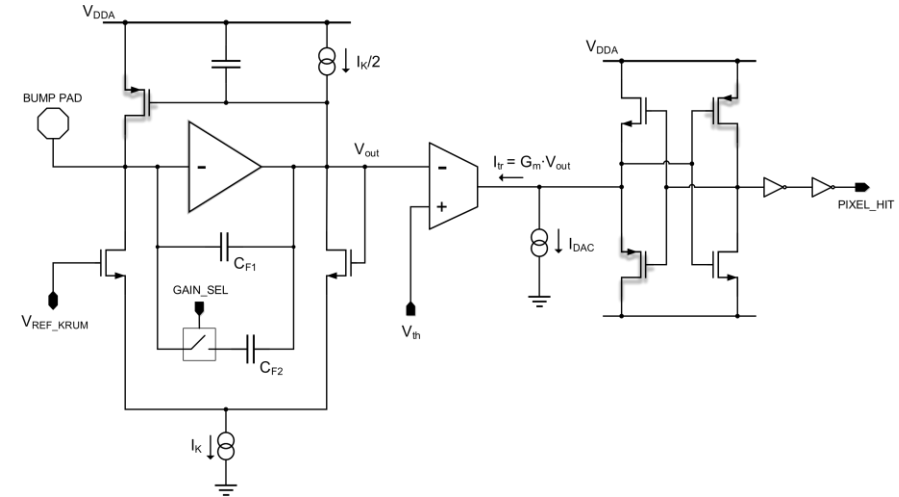 V_DDA
I_K/2
V_DDA
BUMP PAD
V_out
I_tr = G_m·V_out
-
-
+
PIXEL_HIT
I_DAC
C_F1
GAIN_SEL
V_REF_KRUM
V_th
C_F2
I_K